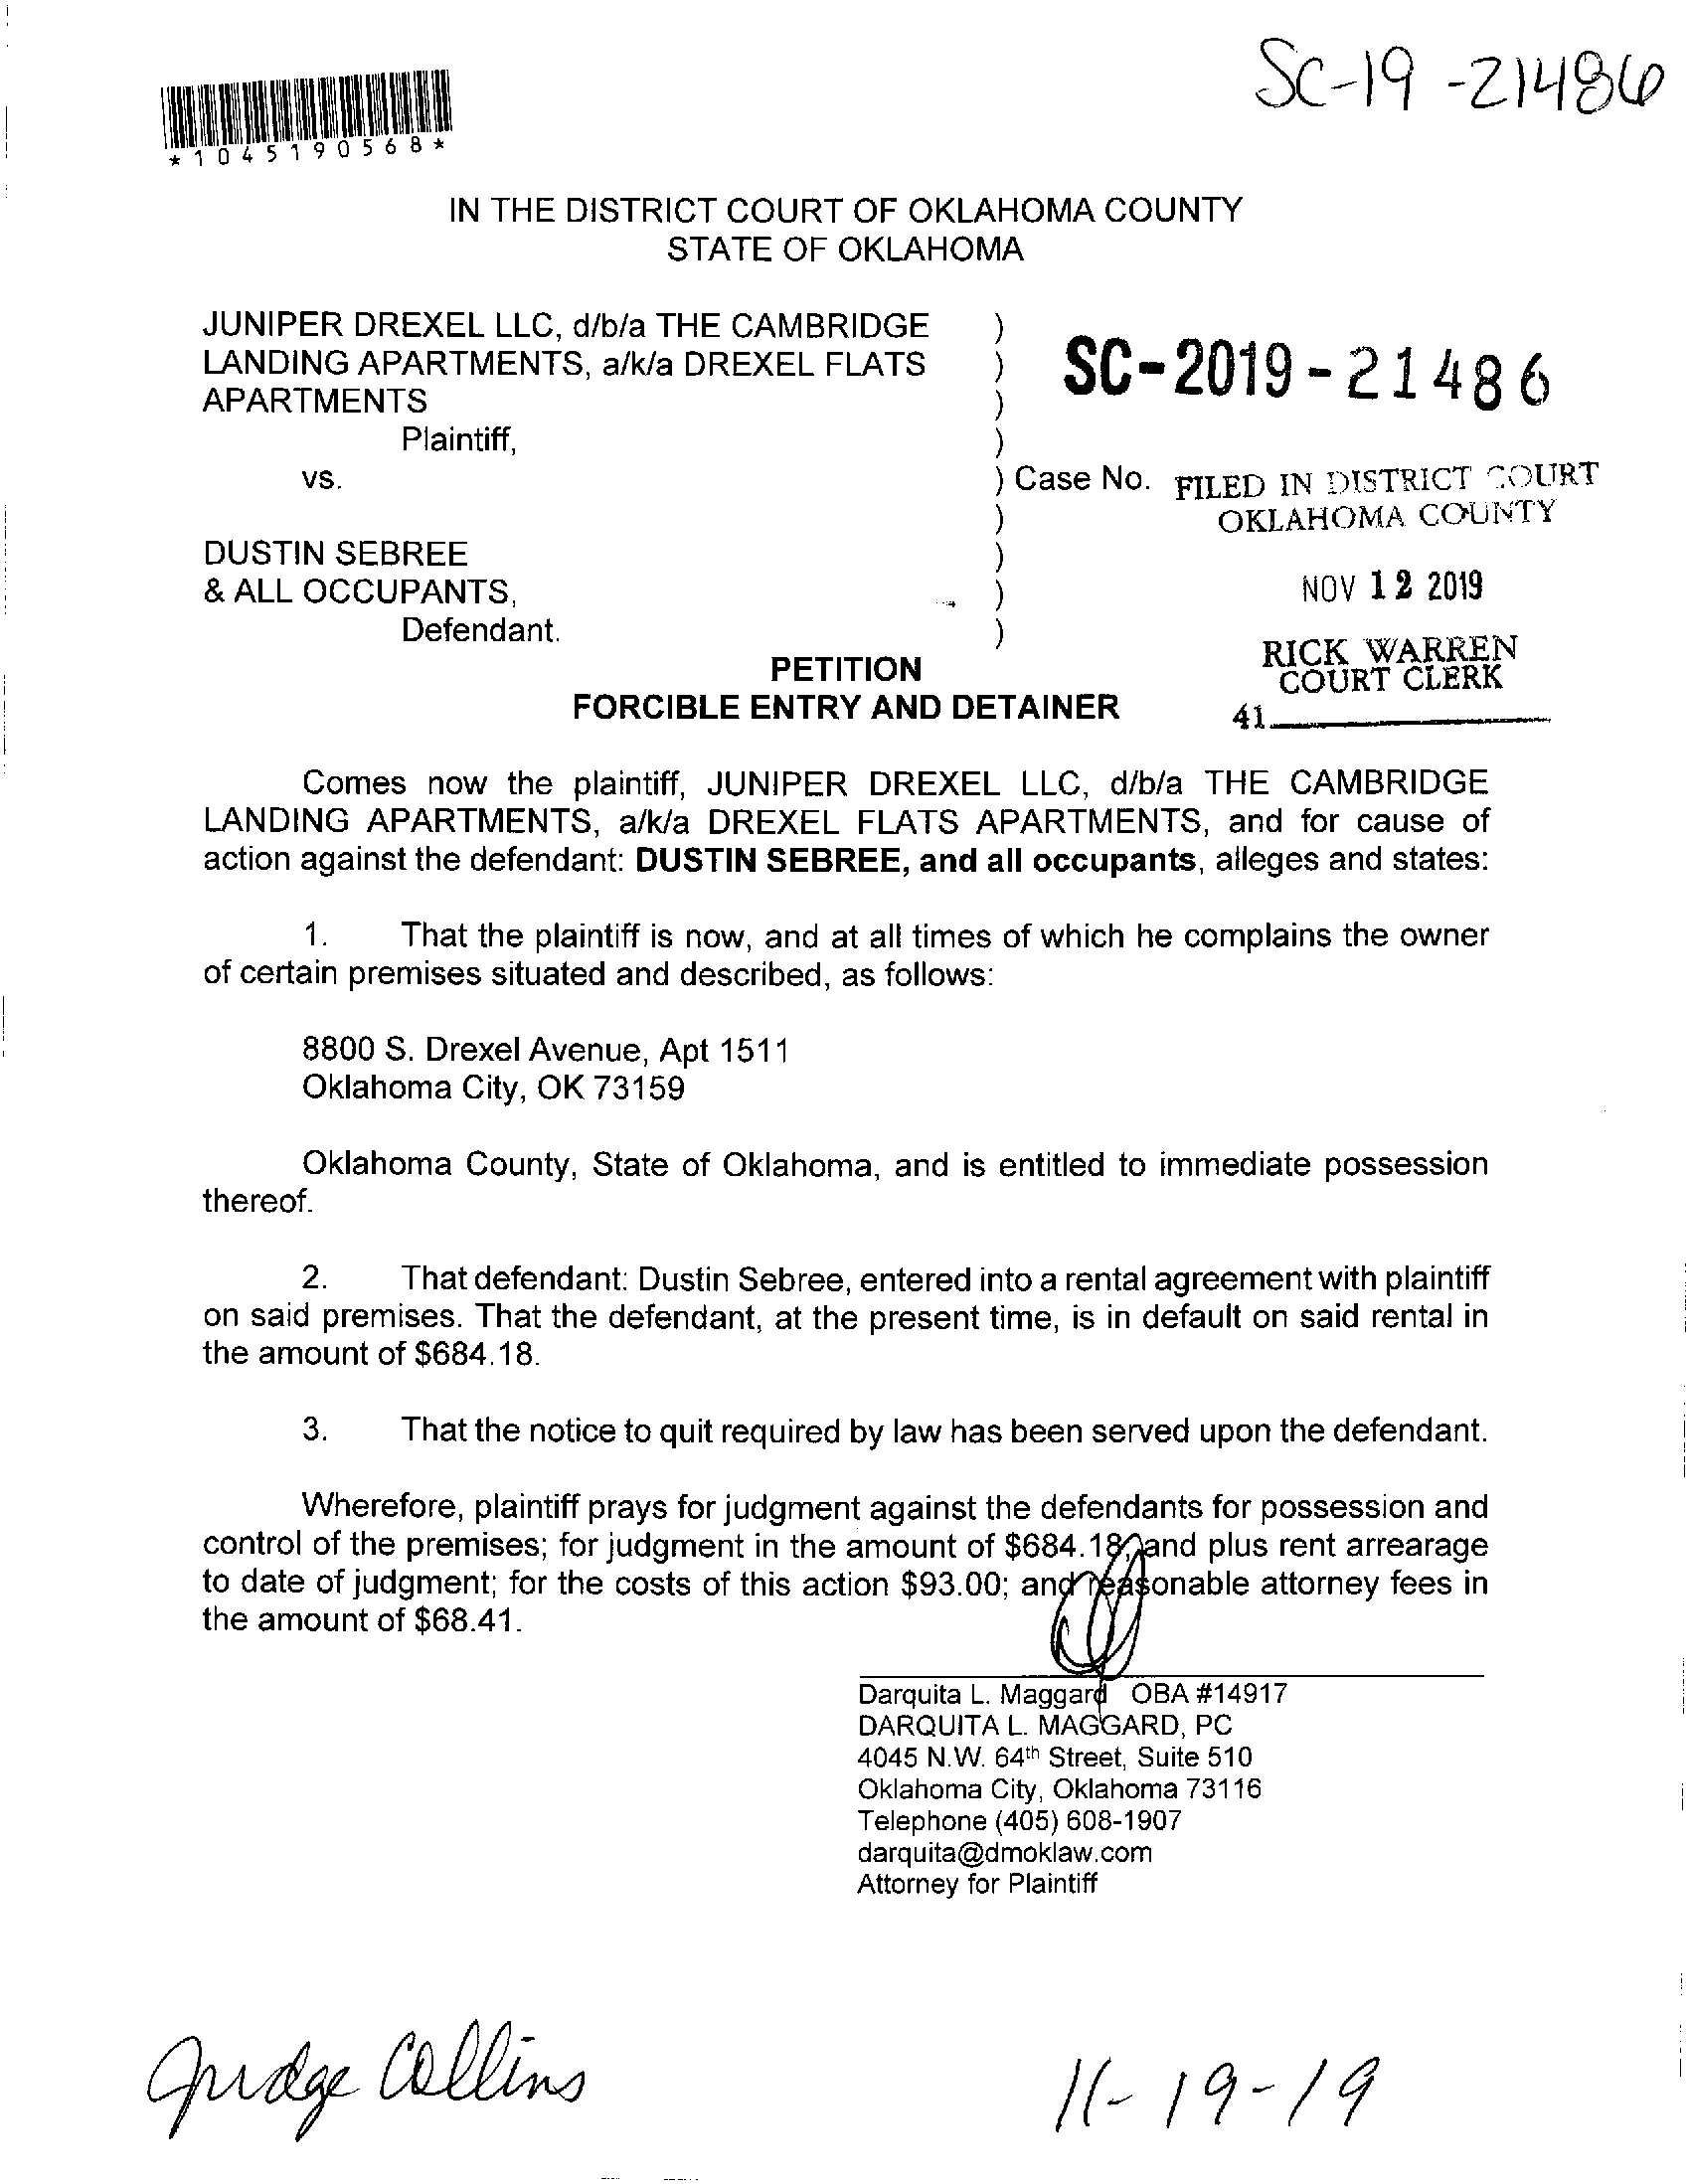 SC-19-21486
*1045190568*
IN THE DISTRICT COURT OF OKLAHOMA COUNTY
STATE OF OKLAHOMA
JUNIPER DREXEL LLC, d/b/a THE CAMBRIDGE )
LANDING APARTMENTS, a/k/a DREXEL FLATS )
APARTMENTS )
SC-2019-21486
Plaintiff, )
vs. ) Case No.
FILED IN DISTRICT COURT
OKLAHOMA COUNTY
)
DUSTIN SEBREE )
& ALL OCCUPANTS, )
Defendant. )
NOV 12 2019
RICK WARREN
COURT CLERK
41
PETITION
FORCIBLE ENTRY AND DETAINER
Comes now the plaintiff, JUNIPER DREXEL LLC, d/b/a THE CAMBRIDGE
LANDING APARTMENTS, a/k/a DREXEL FLATS APARTMENTS, and for cause of
action against the defendant: DUSTIN SEBREE, and all occupants, alleges and states:
1. That the plaintiff is now, and at all times of which he complains the owner
of certain premises situated and described, as follows:
8800 S. Drexel Avenue, Apt 1511
Oklahoma City, OK 73159
Oklahoma County, State of Oklahoma, and is entitled to immediate possession
thereof.
2. That defendant: Dustin Sebree, entered into a rental agreement with plaintiff
on said premises. That the defendant, at the present time, is in default on said rental in
the amount of $684.18.
3. That the notice to quit required by law has been served upon the defendant.
Wherefore, plaintiff prays for judgment against the defendants for possession and
control of the premises; for judgment in the amount of $684.18, and plus rent arrearage
to date of judgment; for the costs of this action $93.00; and reasonable attorney fees in
the amount of $68.41.
Darquita L. Maggard OBA #14917
DARQUITA L. MAGGARD, PC
4045 N.W. 64th Street, Suite 510
Oklahoma City, Oklahoma 73116
Telephone (405) 608-1907
darquita@dmoklaw.com
Attorney for Plaintiff
Judge Collins
11-19-19